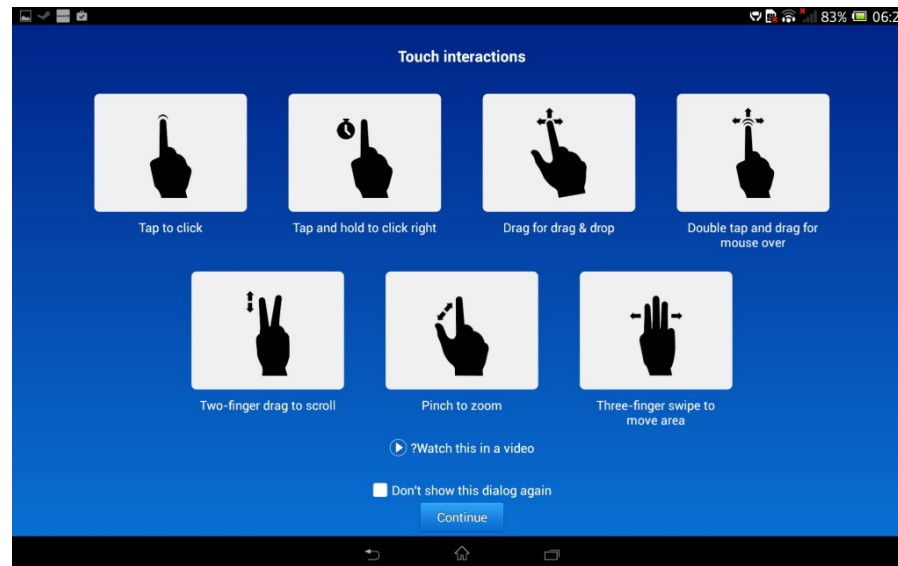 83% 06:2
Touch interactions
Tap to click
Tap and hold to click right
Drag for drag & drop
Double tap and drag for
mouse over
Two-finger drag to scroll
Pinch to zoom
Three-finger swipe to
move area
?Watch this in a video
Don't show this dialog again
Continue